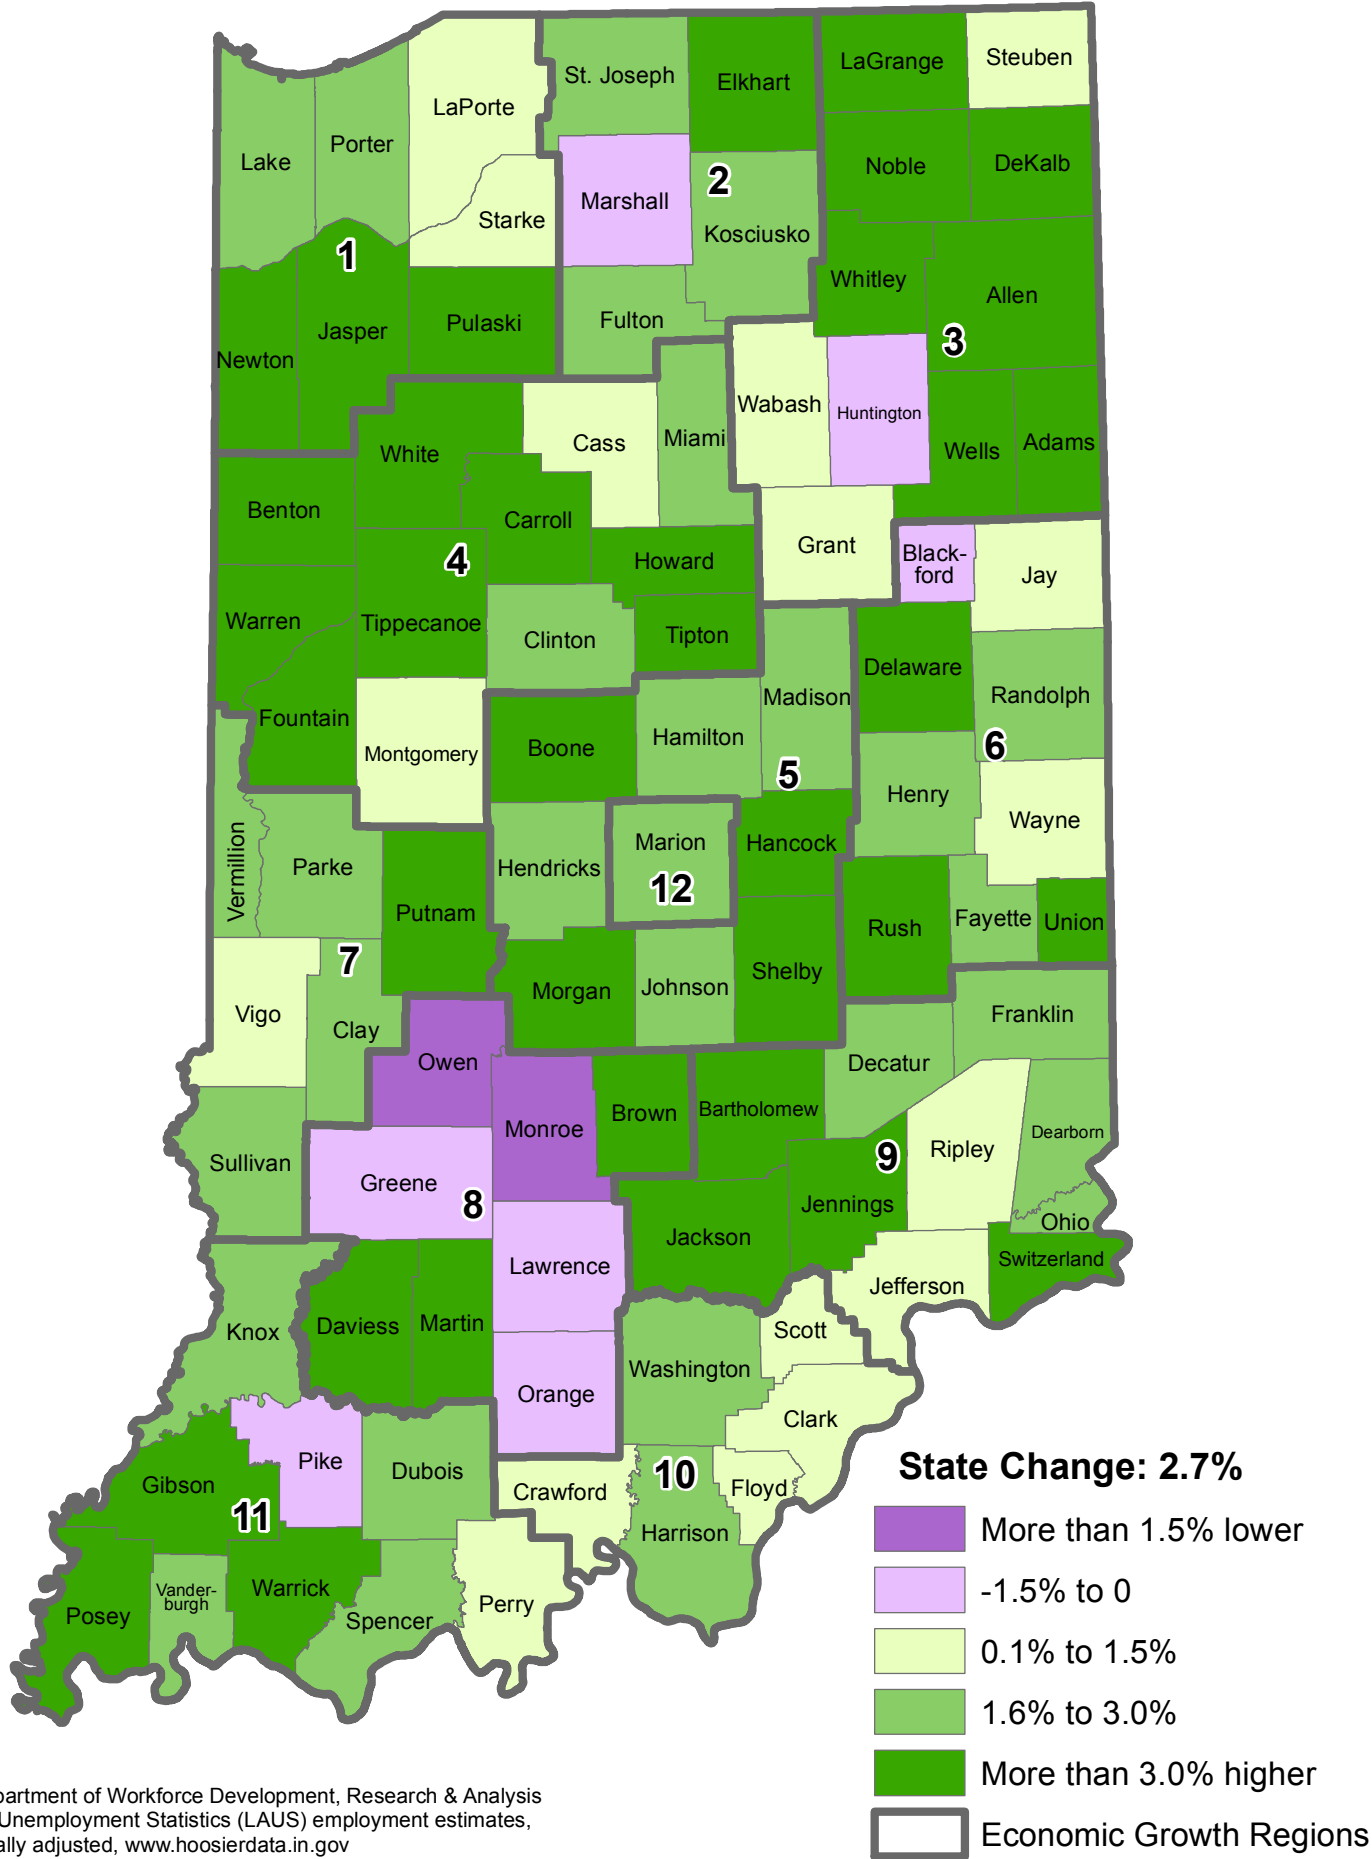 LaGrange
Steuben
St. Joseph
Elkhart
LaPorte
Porter
Lake
Noble
DeKalb
2
Marshall
Starke
Kosciusko
1
Whitley
Allen
Fulton
Pulaski
Jasper
3
Newton
Wabash
Huntington
Miami
Cass
White
Wells
Adams
Benton
Carroll
Grant
Black-
ford
Jay
4
Howard
Warren
Tippecanoe
Clinton
Tipton
Delaware
Randolph
Madison
Fountain
Hamilton
Boone
Montgomery
6
5
Henry
Wayne
Marion
Hancock
Vermillion
Parke
Hendricks
12
Putnam
Rush
Fayette
Union
7
Shelby
Morgan
Johnson
Vigo
Clay
Franklin
Owen
Decatur
Monroe
Brown
Bartholomew
Dearborn
Ripley
9
Sullivan
Greene
8
Jennings
Ohio
Jackson
Lawrence
Switzerland
Jefferson
Knox
Daviess
Martin
Scott
Washington
Orange
Clark
Pike
Dubois
10
Gibson
Crawford
Floyd
11
Harrison
Warrick
Vander-
burgh
Posey
Spencer
Perry
State Change: 2.7%
More than 1.5% lower
-1.5% to 0
0.1% to 1.5%
1.6% to 3.0%
More than 3.0% higher
Economic Growth Regions
partment of Workforce Development, Research & Analysis
Unemployment Statistics (LAUS) employment estimates,
ally adjusted, www.hoosierdata.in.gov